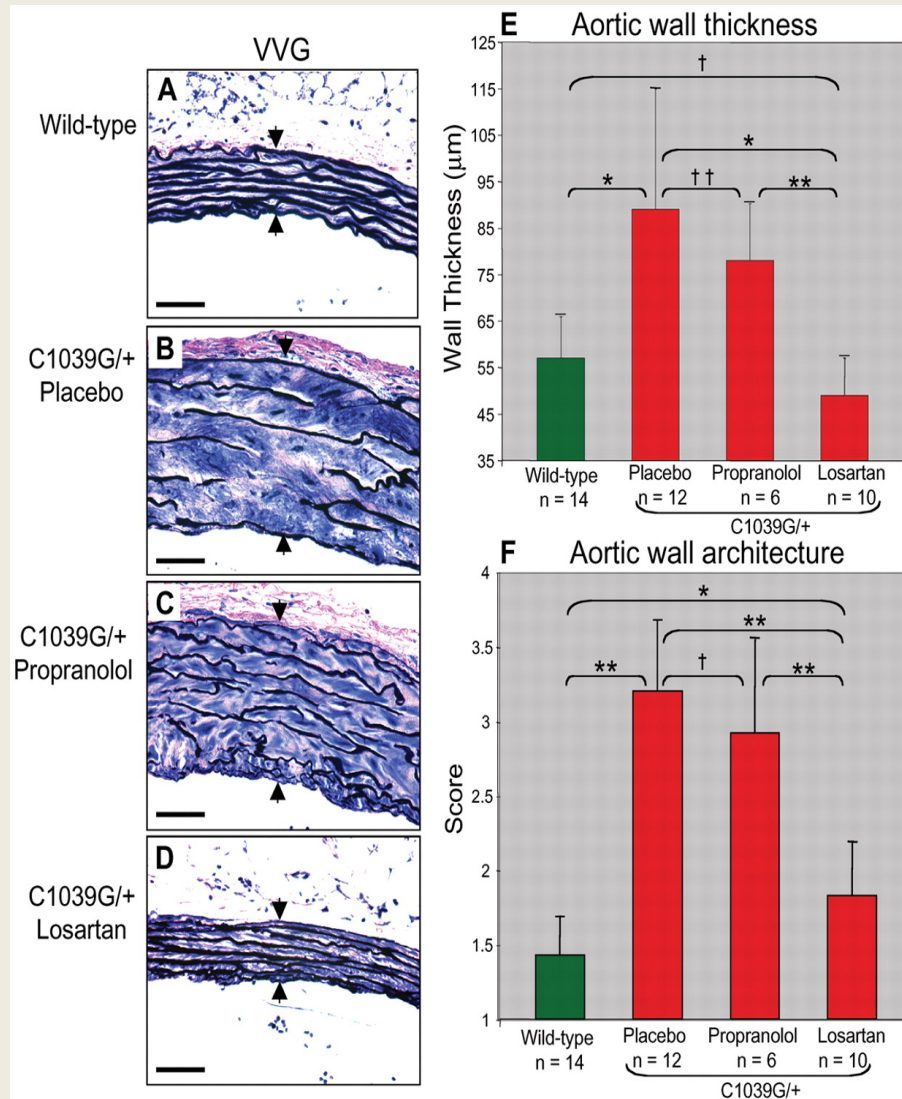 VVG
A
Wild-type
B
C1039G/+
Placebo
C
C1039G/+
Propranolol
D
C1039G/+
Losartan
E Aortic wall thickness
Wall Thickness (μm)
125
115
105
95
85
75
65
55
45
35
†
*
* †† **
Wild-type Placebo Propranolol Losartan
n = 14 n = 12 n = 6 n = 10
C1039G/+
F Aortic wall architecture
Score
4
3.5
3
2.5
2
1.5
1
*
**
** † **
Wild-type Placebo Propranolol Losartan
n = 14 n = 12 n = 6 n = 10
C1039G/+